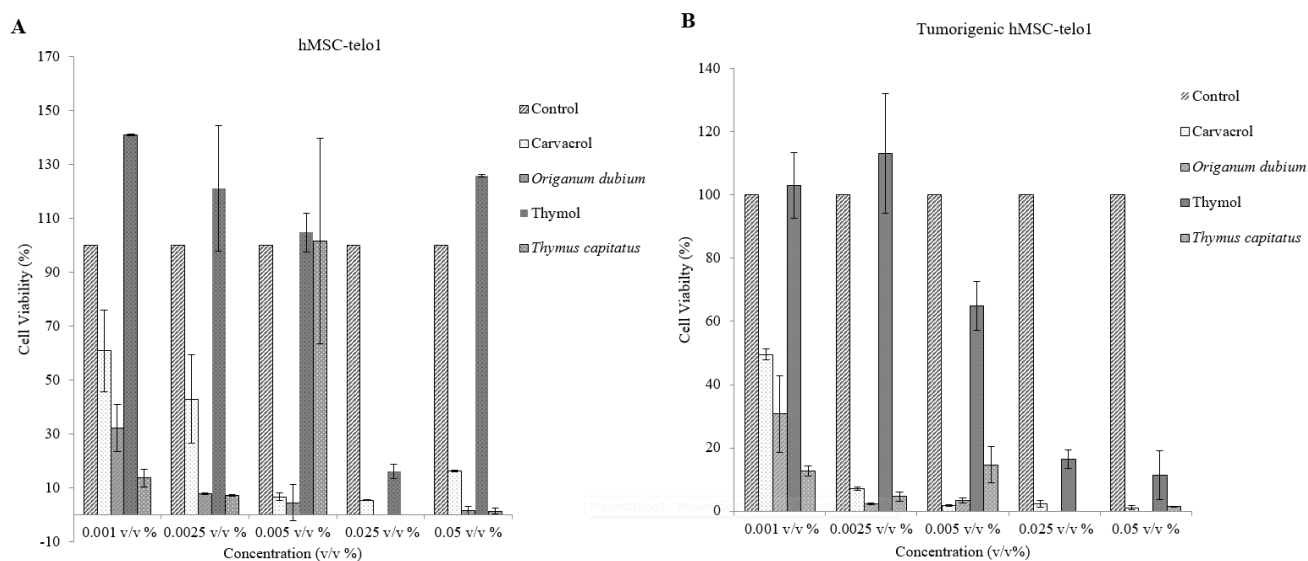 A
hMSC-telo1
170
150
130
110
90
70
50
30
10
-10
Cell Viability (%)
0.001 v/v %
0.0025 v/v %
0.005 v/v %
0.025 v/v %
0.05 v/v %
Concentration (v/v %)
Control
Carvacrol
Origanum dubium
Thymol
Thymus capitatus
B
Tumorigenic hMSC-telo1
140
120
100
80
60
40
20
0
Cell Viabilty (%)
0.001 v/v %
0.0025 v/v %
0.005 v/v %
0.025 v/v %
0.05 v/v %
Concentration (v/v%)
Control
Carvacrol
Origanum dubium
Thymol
Thymus capitatus